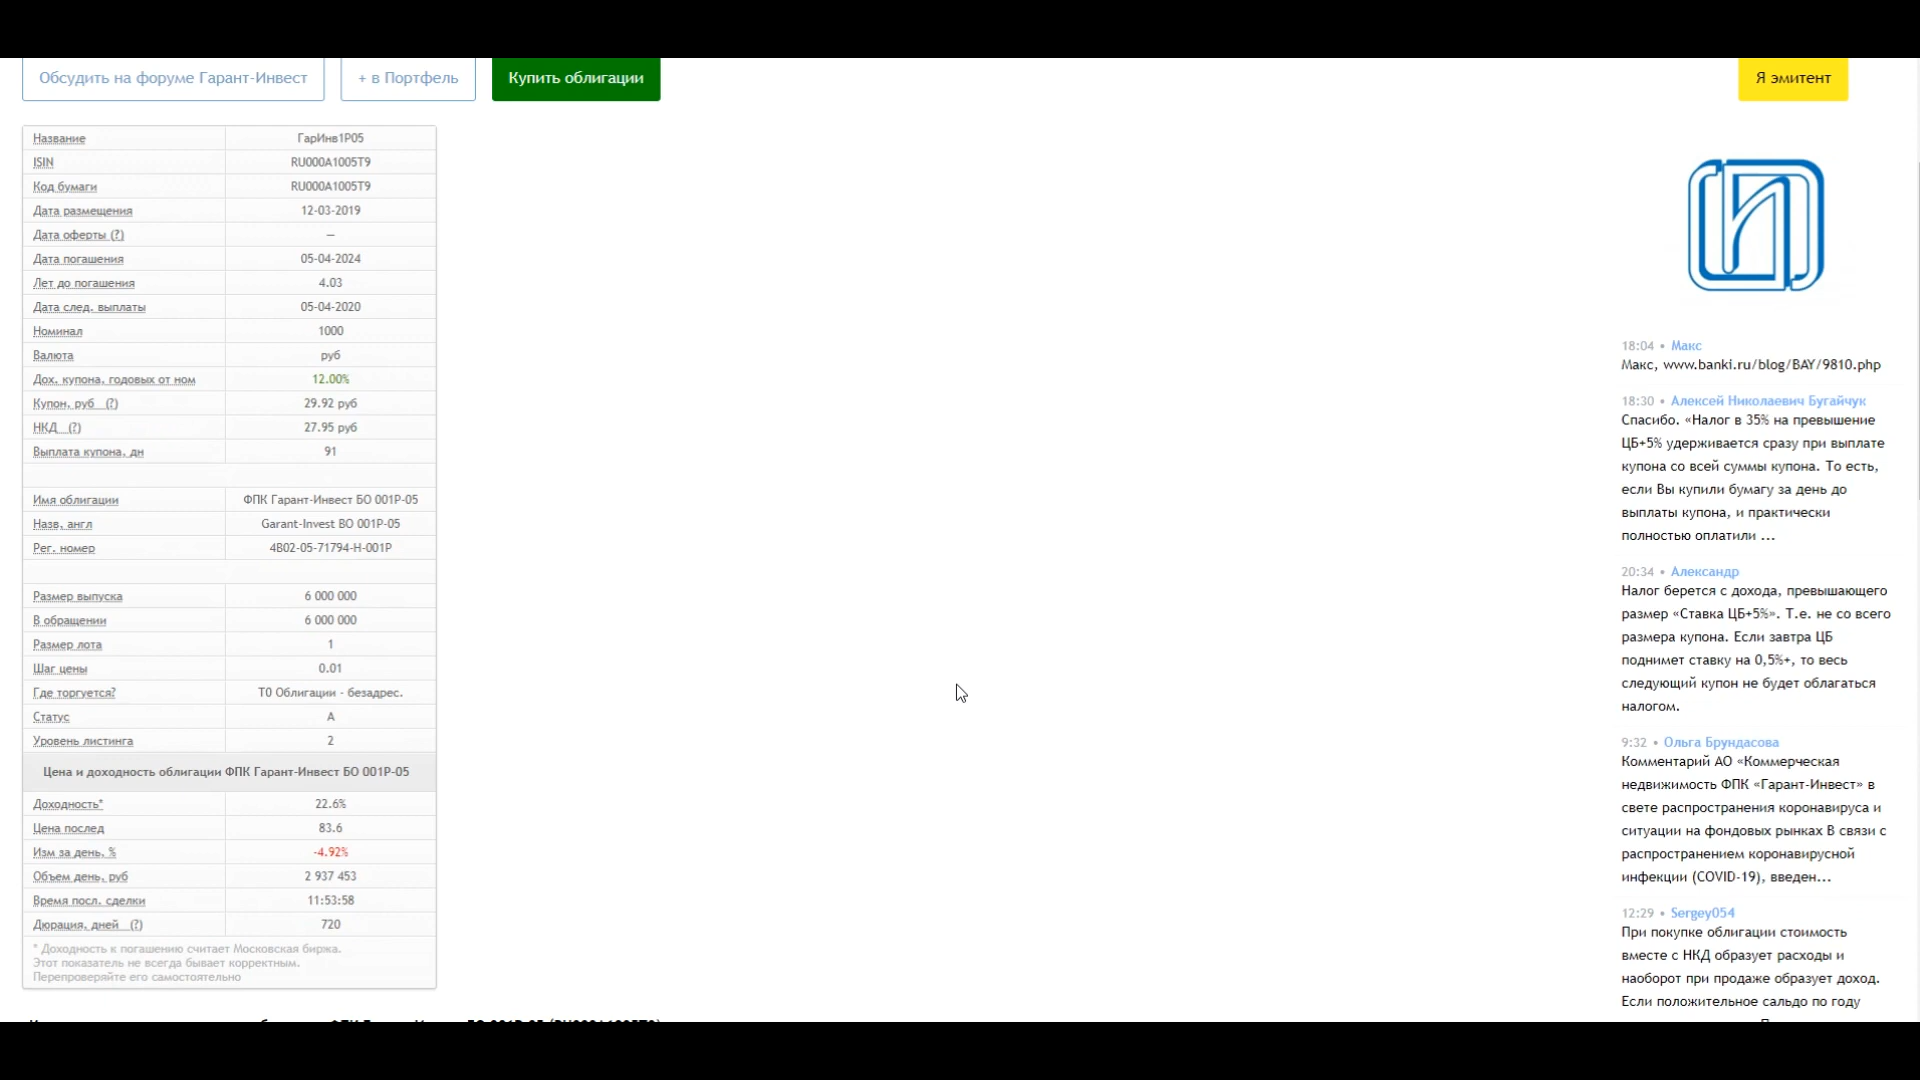 Обсудить на форуме Гарант-Инвест
+ в Портфель
Купить облигации
Я эмитент
Название ГарИнв1P05
ISIN RU000A1005T9
Код бумаги RU000A1005T9
Дата размещения 12-03-2019
Дата оферты (?) —
Дата погашения 05-04-2024
Лет до погашения 4.03
Дата след. выплаты 05-04-2020
Номинал 1000
Валюта руб
Дох. купона, годовых от ном 12.00%
Купон, руб (?) 29.92 руб
НКД (?) 27.95 руб
Выплата купона, дн 91
Имя облигации ФПК Гарант-Инвест БО 001P-05
Назв, англ Garant-Invest BO 001P-05
Рег. номер 4B02-05-71794-H-001P
Размер выпуска 6 000 000
В обращении 6 000 000
Размер лота 1
Шаг цены 0.01
Где торгуется? Т0 Облигации - безадрес.
Статус A
Уровень листинга 2
Цена и доходность облигации ФПК Гарант-Инвест БО 001P-05
Доходность* 22.6%
Цена послед 83.6
Изм за день, % -4.92%
Объем день, руб 2 937 453
Время посл. сделки 11:53:58
Дюрация, дней (?) 720
* Доходность к погашению считает Московская биржа.
Этот показатель не всегда бывает корректным.
Перепроверяйте его самостоятельно
18:04 • Макс
Макс, www.banki.ru/blog/BAY/9810.php
18:30 • Алексей Николаевич Бугайчук
Спасибо. «Налог в 35% на превышение
ЦБ+5% удерживается сразу при выплате
купона со всей суммы купона. То есть,
если Вы купили бумагу за день до
выплаты купона, и практически
полностью оплатили ...
20:34 • Александр
Налог берется с дохода, превышающего
размер «Ставка ЦБ+5%». Т.е. не со всего
размера купона. Если завтра ЦБ
поднимет ставку на 0,5%+, то весь
следующий купон не будет облагаться
налогом.
9:32 • Ольга Брундасова
Комментарий АО «Коммерческая
недвижимость ФПК «Гарант-Инвест» в
свете распространения коронавируса и
ситуации на фондовых рынках В связи с
распространением коронавирусной
инфекции (COVID-19), введен...
12:29 • Sergey054
При покупке облигации стоимость
вместе с НКД образует расходы и
наоборот при продаже образует доход.
Если положительное сальдо по году